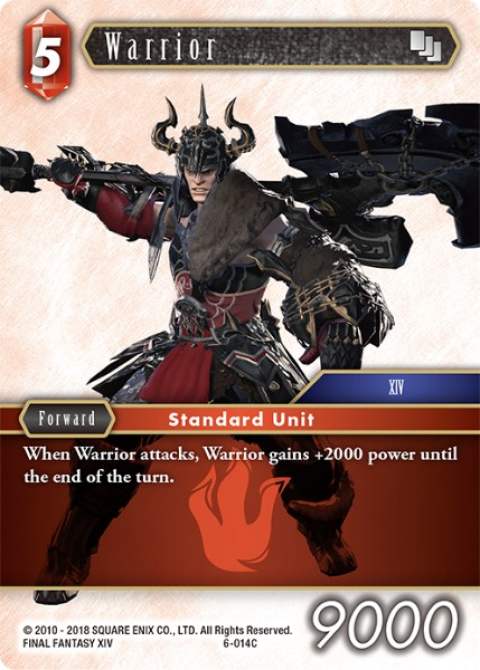 5
Warrior
XIV
Forward
Standard Unit
When Warrior attacks, Warrior gains +2000 power until
the end of the turn.
© 2010 - 2018 SQUARE ENIX CO., LTD. All Rights Reserved.
FINAL FANTASY XIV
6-014C
9000